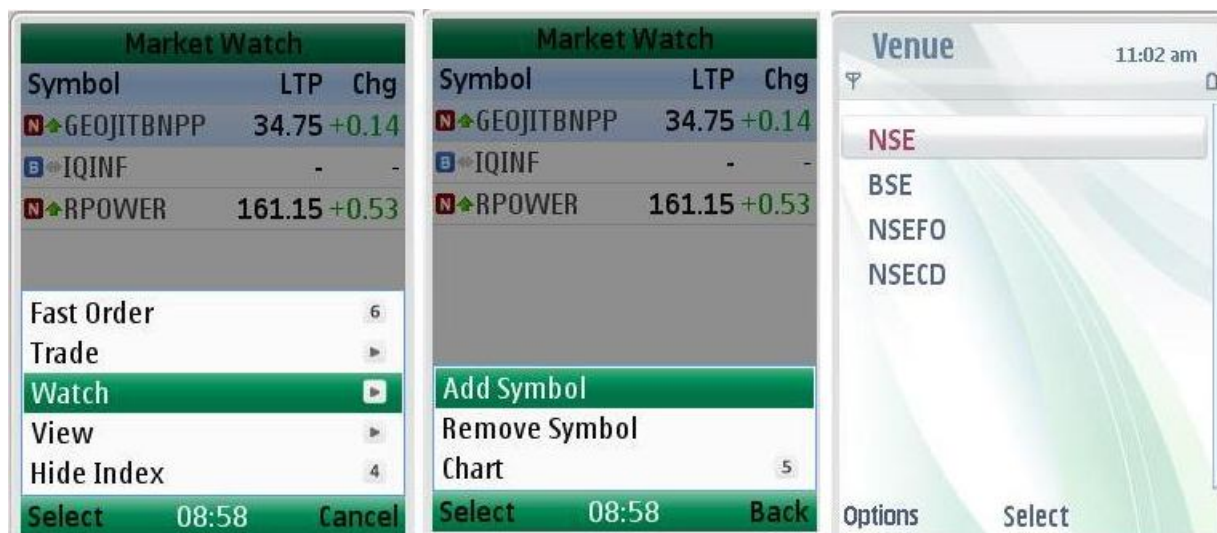 Market Watch
Symbol LTP Chg
N GEOJITBNPP 34.75 +0.14
B IQINF - -
N RPOWER 161.15 +0.53
Fast Order 6
Trade
Watch
View
Hide Index 4
Select 08:58 Cancel
Market Watch
Symbol LTP Chg
N GEOJITBNPP 34.75 +0.14
B IQINF - -
N RPOWER 161.15 +0.53
Add Symbol
Remove Symbol
Chart 5
Select 08:58 Back
Venue 11:02 am
NSE
BSE
NSEFO
NSECD
Options Select